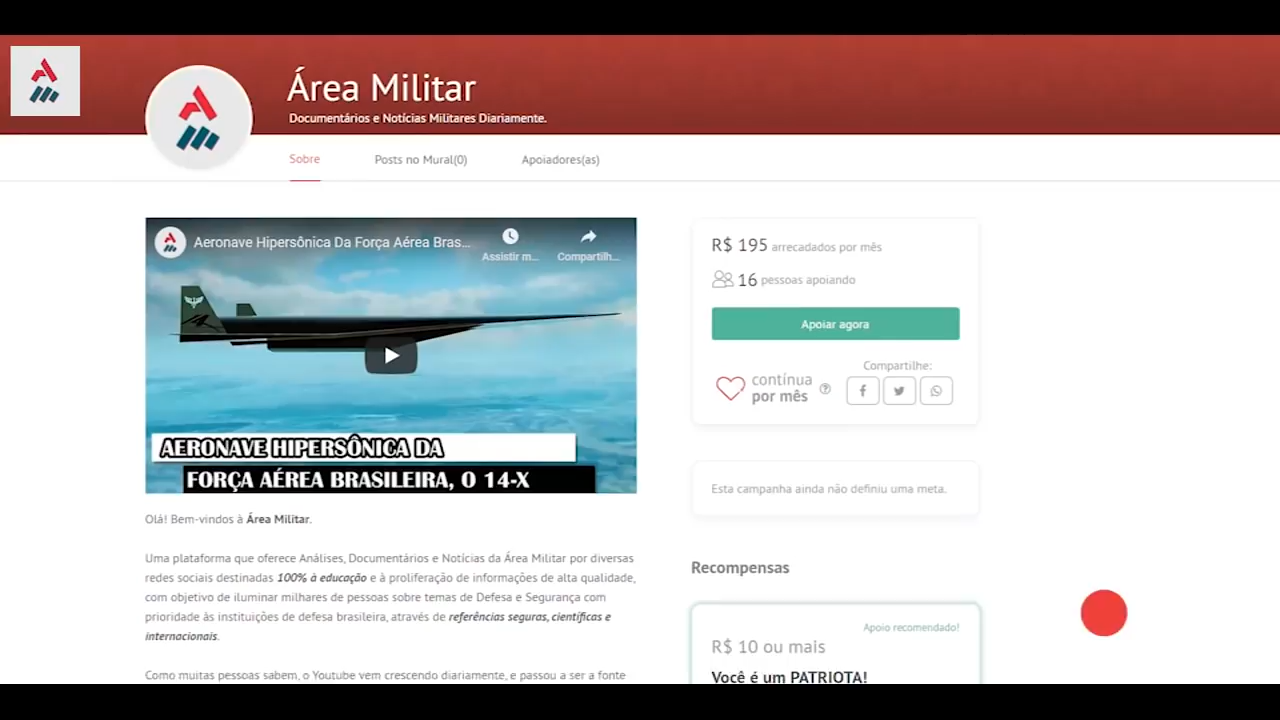 Área Militar
Documentários e Notícias Militares Diariamente.
Sobre
Posts no Mural(0)
Apoiadores(as)
Aeronave Hipersônica Da Força Aérea Bras...
Assistir m...
Compartilh...
AERONAVE HIPERSÔNICA DA
FORÇA AÉREA BRASILEIRA, O 14-X
Olá! Bem-vindos à Área Militar.
Uma plataforma que oferece Análises, Documentários e Notícias da Área Militar por diversas
redes sociais destinadas 100% à educação e à proliferação de informações de alta qualidade,
com objetivo de iluminar milhares de pessoas sobre temas de Defesa e Segurança com
prioridade às instituições de defesa brasileira, através de referências seguras, científicas e
internacionais.
Como muitas pessoas sabem, o Youtube vem crescendo diariamente, e passou a ser a fonte
R$ 195 arrecadados por mês
16 pessoas apoiando
Apoiar agora
contínua
por mês
Compartilhe:
Esta campanha ainda não definiu uma meta.
Recompensas
Apoio recomendado!
R$ 10 ou mais
Você é um PATRIOTA!